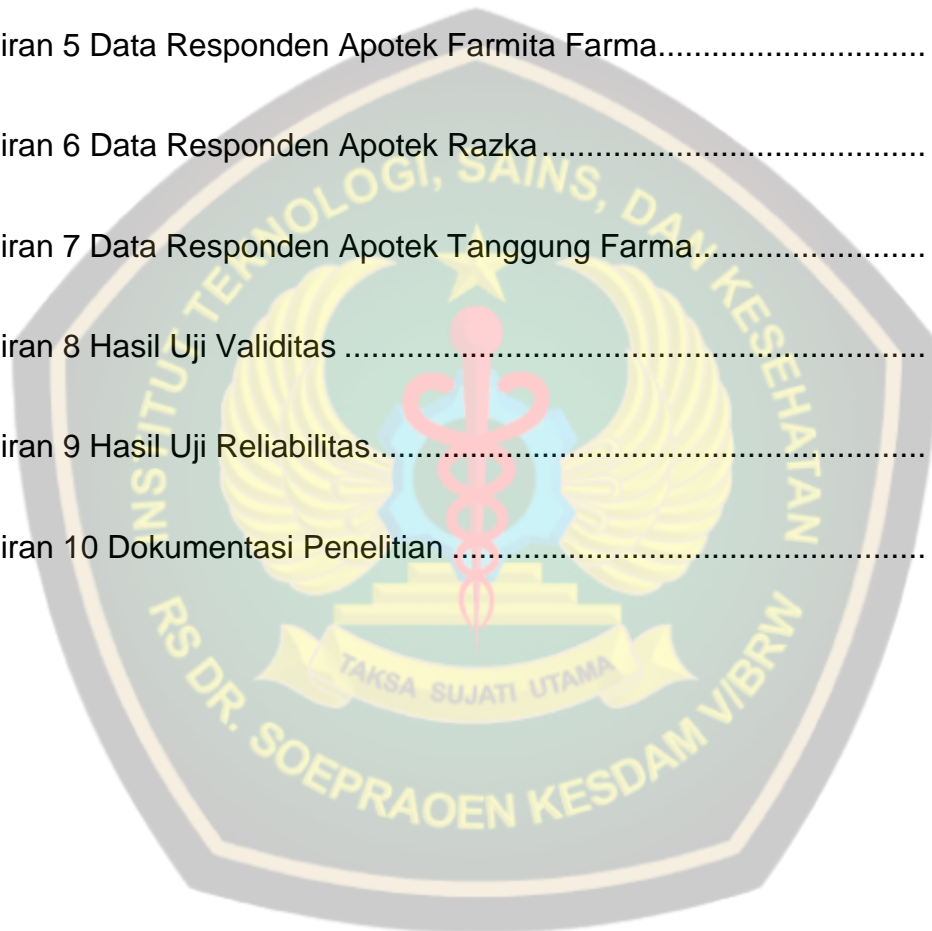 iran 5 Data Responden Apotek Farmita Farma..............................
iran 6 Data Responden Apotek Razka...........................................
iran 7 Data Responden Apotek Tanggung Farma..........................
iran 8 Hasil Uji Validitas .................................................................
iran 9 Hasil Uji Reliabilitas..............................................................
iran 10 Dokumentasi Penelitian .....................................................
INSTITUT TEKNOLOGI, SAINS, DAN KESEHATAN
TAKSA SUJATI UTAMA
RS DR. SOEPRAOEN KESDAM V/BRW